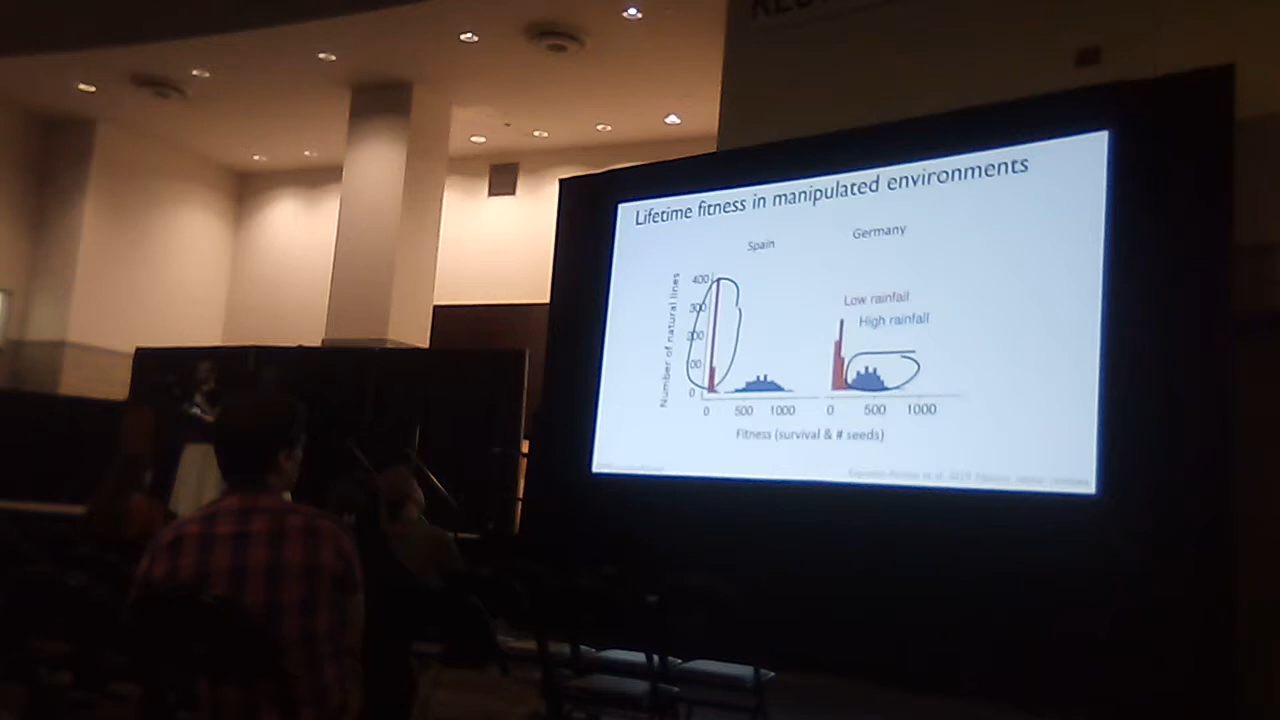 Lifetime fitness in manipulated environments
Spain
Germany
Number of natural lines
400
300
200
100
0
Low rainfall
High rainfall
0 500 1000
0 500 1000
Fitness (survival & # seeds)